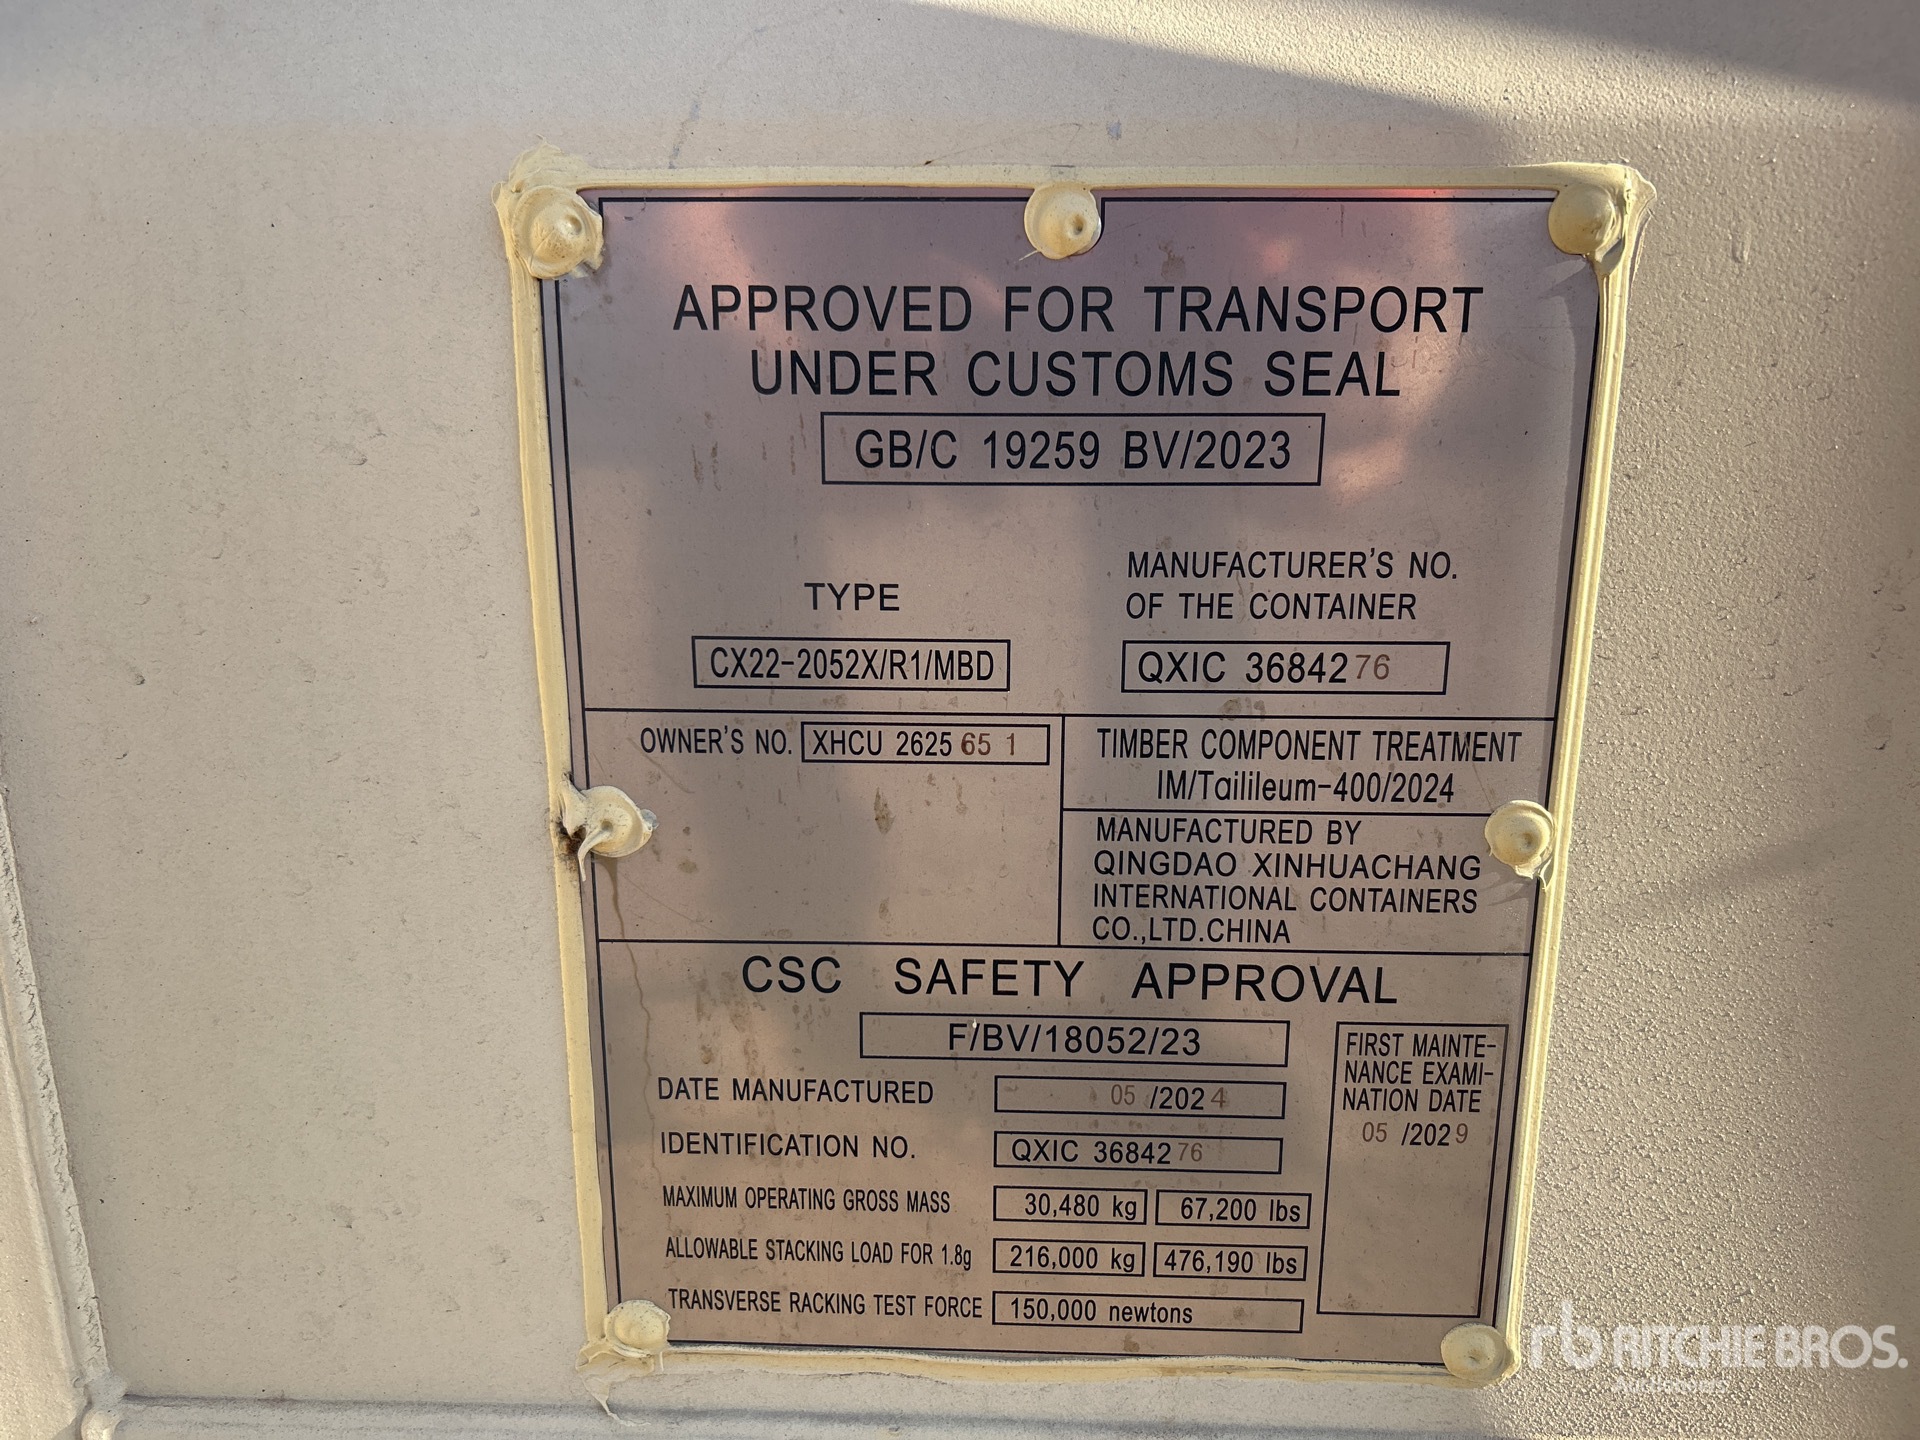 APPROVED FOR TRANSPORT
UNDER CUSTOMS SEAL
GB/C 19259 BV/2023
TYPE
CX22-2052X/R1/MBD
MANUFACTURER'S NO.
OF THE CONTAINER
QXIC 3684276
OWNER'S NO. XHCU 2625 65 1
TIMBER COMPONENT TREATMENT
IM/Tailileum-400/2024
MANUFACTURED BY
QINGDAO XINHUACHANG
INTERNATIONAL CONTAINERS
CO.,LTD.CHINA
CSC SAFETY APPROVAL
F/BV/18052/23
DATE MANUFACTURED 05 /2024
IDENTIFICATION NO. QXIC 3684276
MAXIMUM OPERATING GROSS MASS 30,480 kg 67,200 lbs
ALLOWABLE STACKING LOAD FOR 1.8g 216,000 kg 476,190 lbs
TRANSVERSE RACKING TEST FORCE 150,000 newtons
FIRST MAINTE-
NANCE EXAMI-
NATION DATE
05 /2029
rb RITCHIE BROS.
Auctioneers